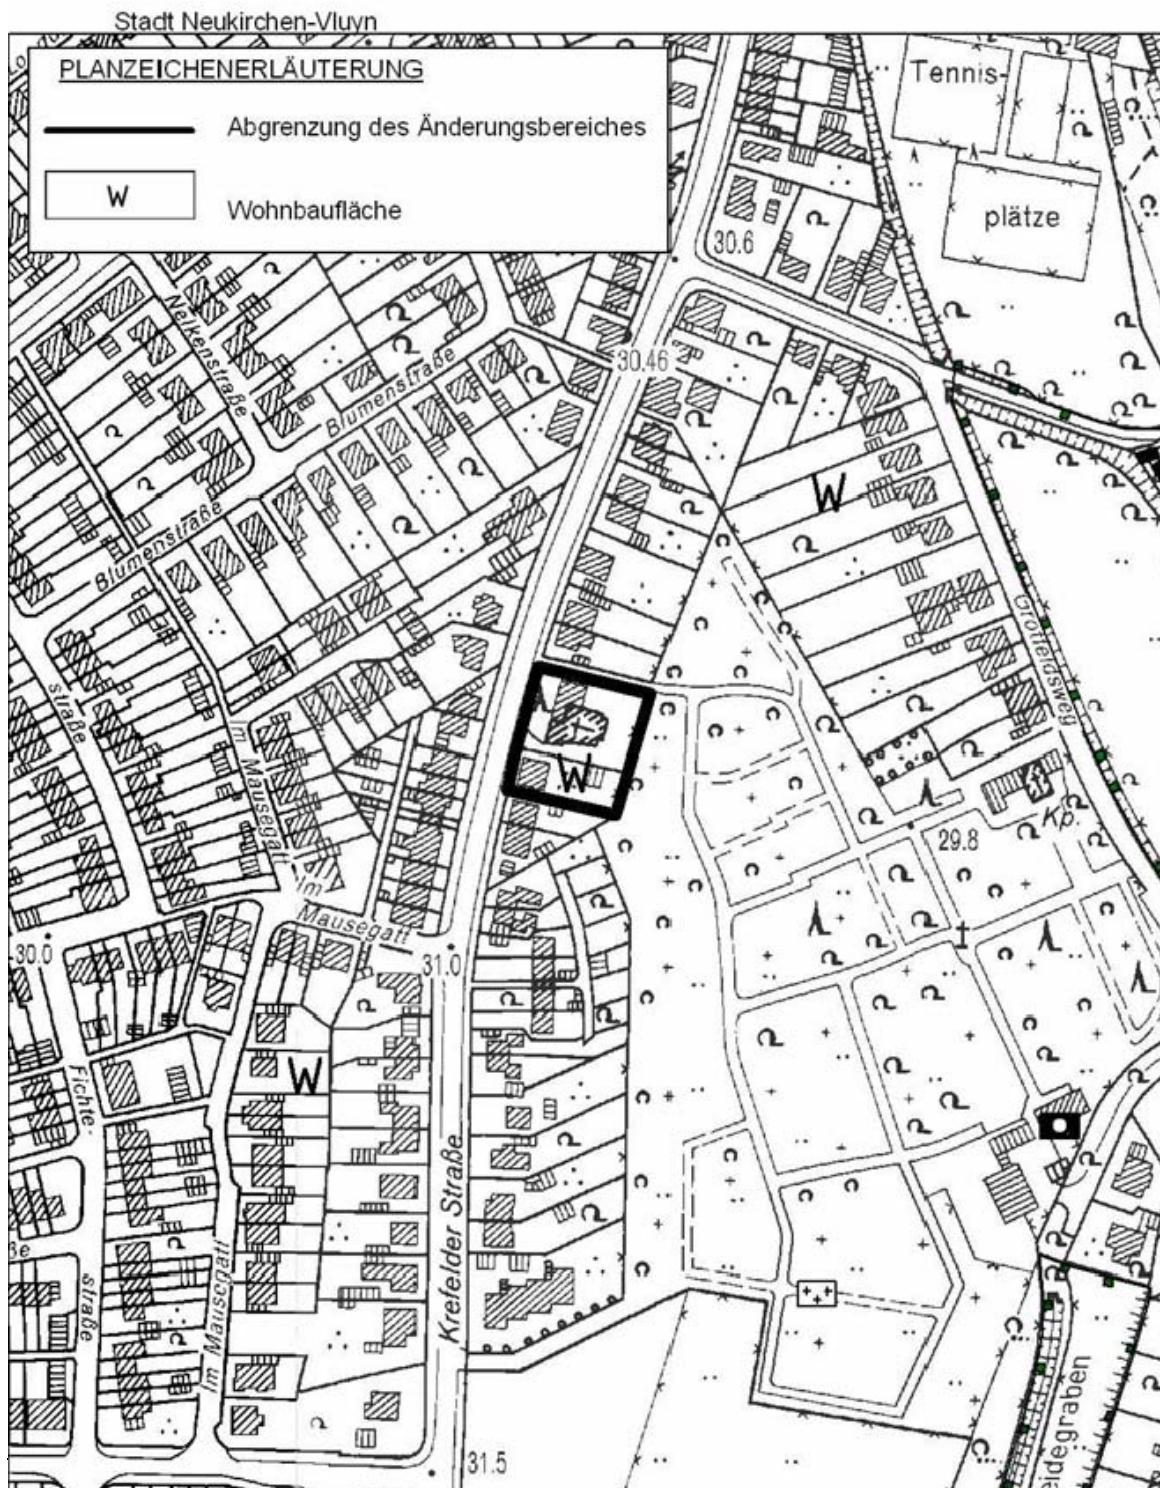 Stadt Neukirchen-Vluyn
PLANZEICHENERLÄUTERUNG
Abgrenzung des Änderungsbereiches
W
Wohnbaufläche
Tennis-
plätze
30.6
Nelkenstraße
Blumenstraße
30.46
W
Blumenstraße
Grotfeldsweg
straße
Im Mausegatt
W
Kp.
29.8
Im
Mausegatt
30.0
31.0
W
Fichte-
straße
ße
Im Mausegatt
Krefelder Straße
31.5
eidegraben